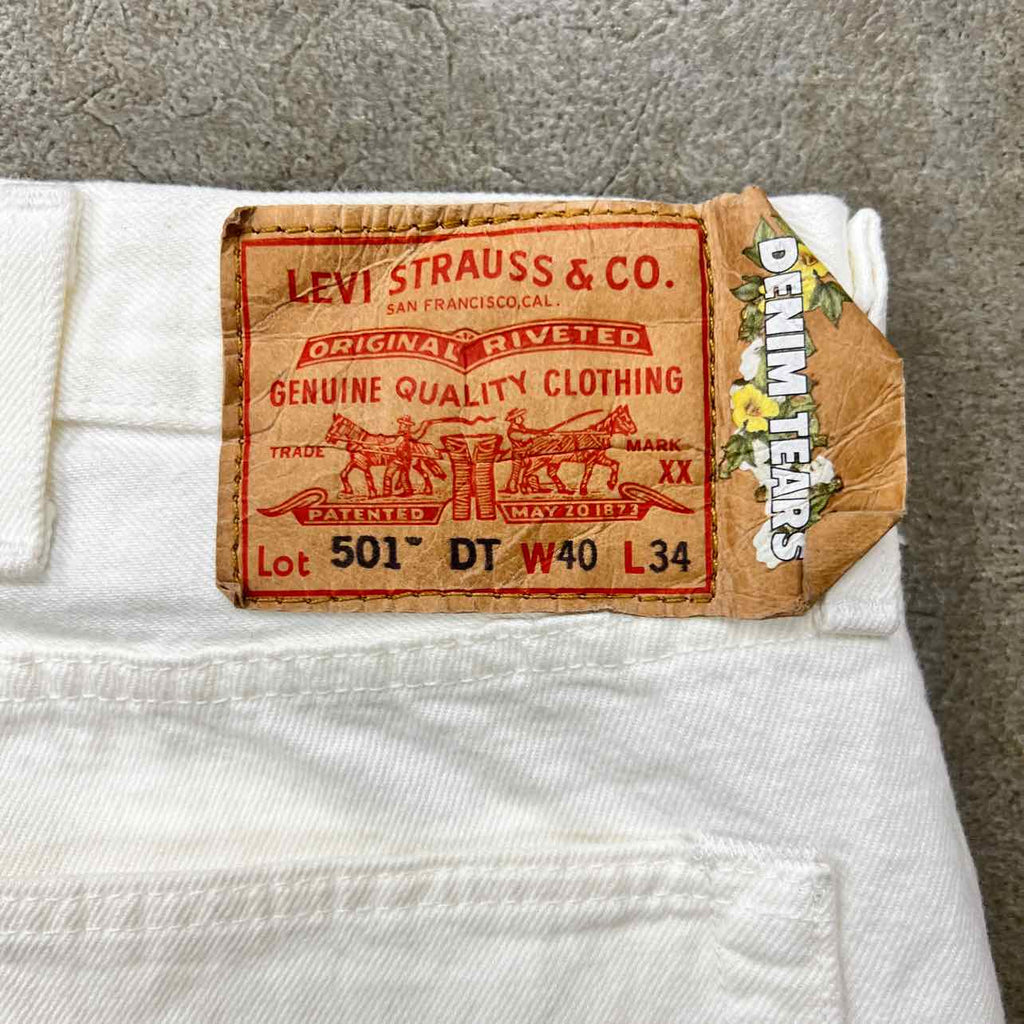 LEVI STRAUSS & CO.
SAN FRANCISCO, CAL.
ORIGINAL RIVETED
GENUINE QUALITY CLOTHING
TRADE MARK
XX
PATENTED MAY 20 1873
Lot 501™ DT W40 L34
DENIM TEARS